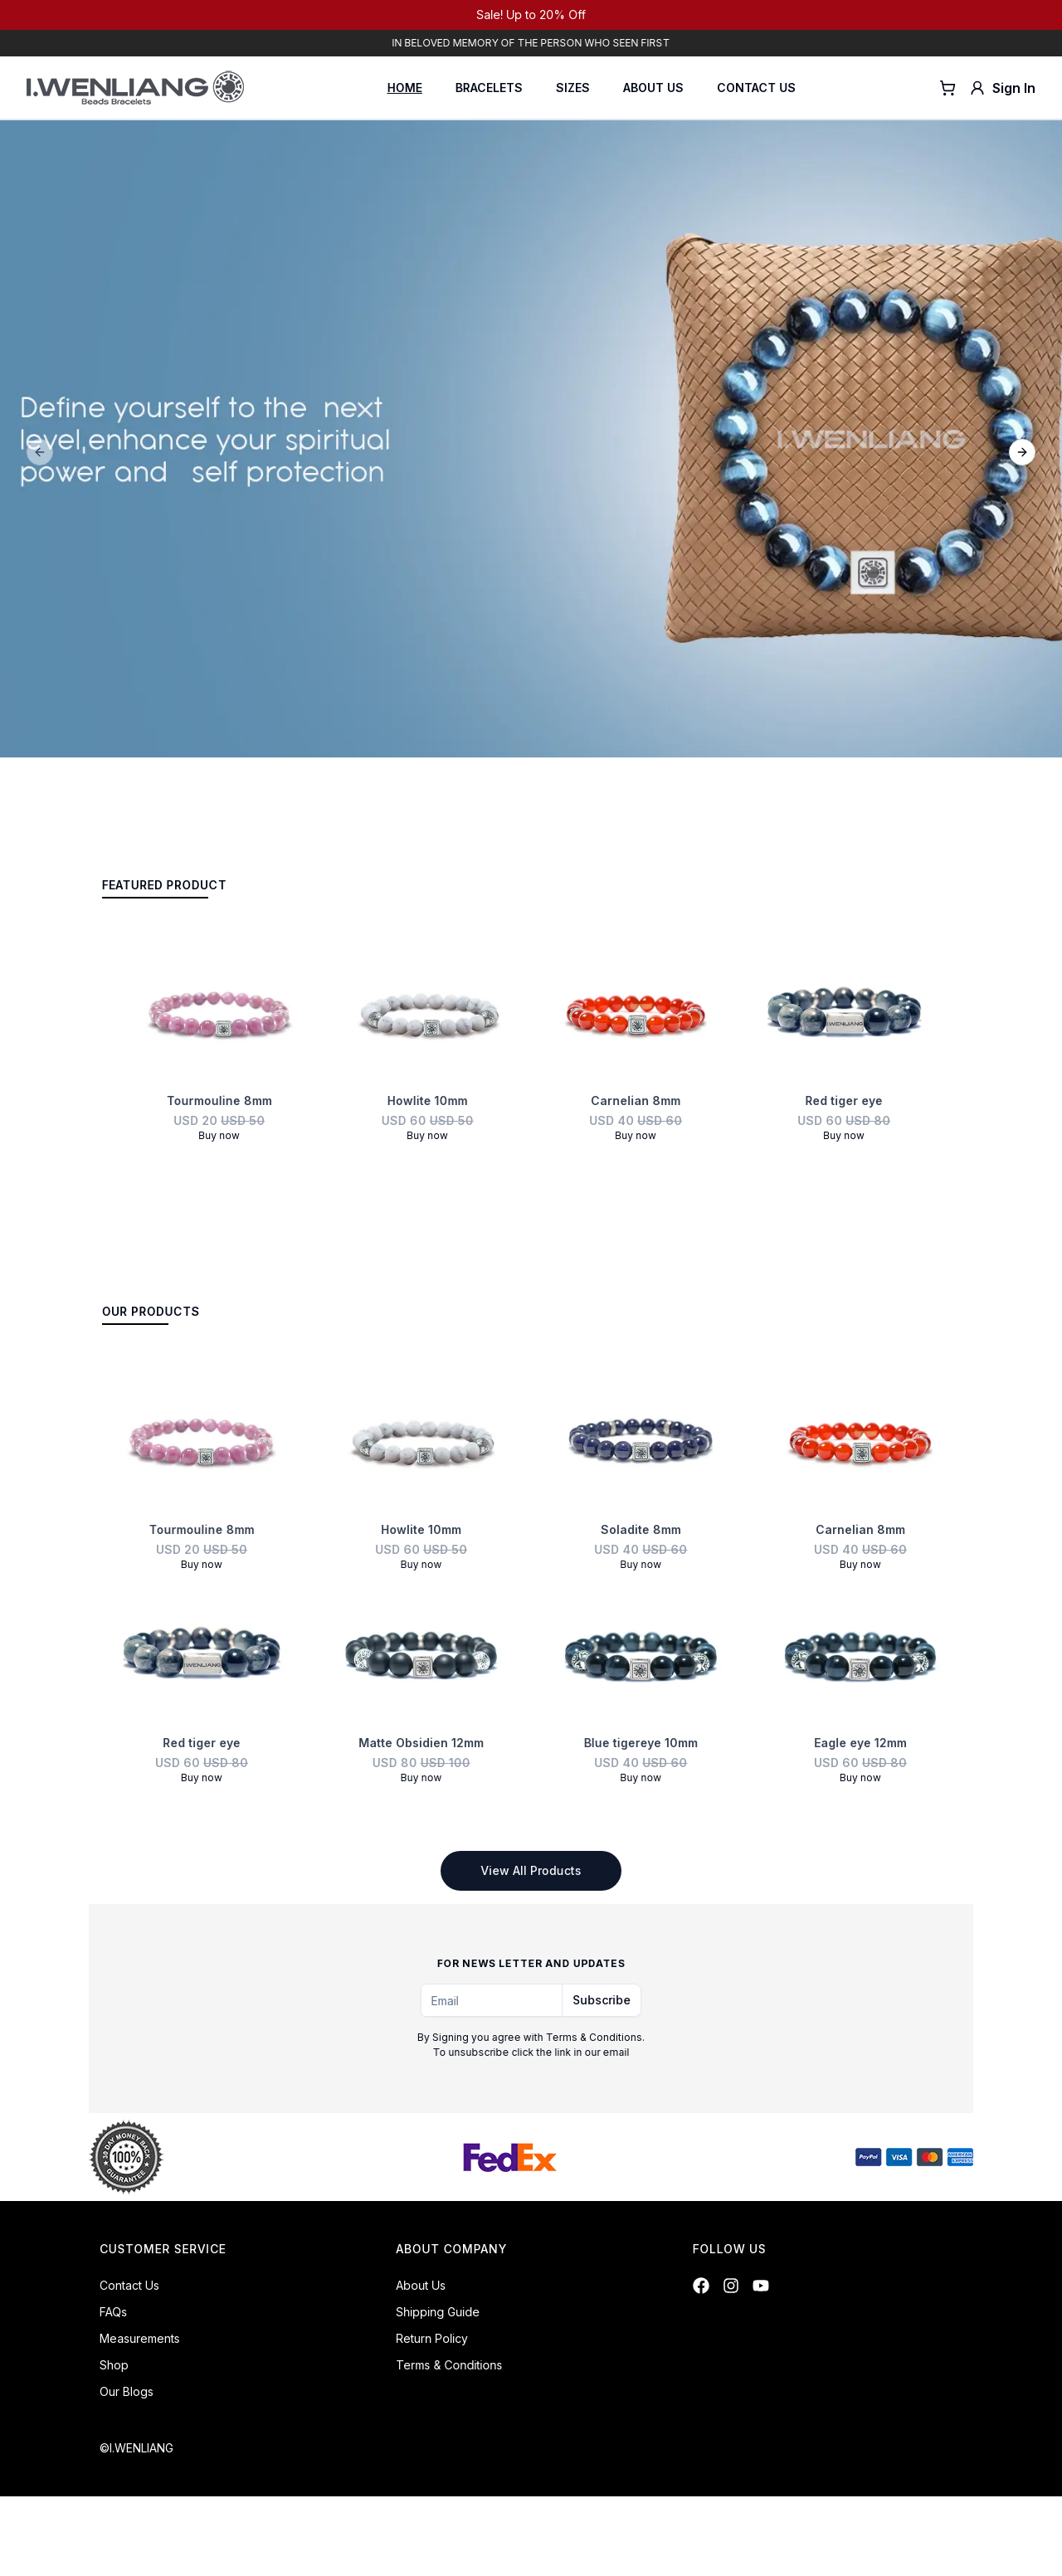 Sale! Up to 20% Off
IN BELOVED MEMORY OF THE PERSON WHO SEEN FIRST
I.WENLIANG
Beads Bracelets
HOME BRACELETS SIZES ABOUT US CONTACT US
Sign In
Define yourself to the next
level,enhance your spiritual
power and self protection
I.WENLIANG
FEATURED PRODUCT
I.WENLIANG
Tourmouline 8mm Howlite 10mm Carnelian 8mm Red tiger eye
USD 20 USD 50 USD 60 USD 50 USD 40 USD 60 USD 60 USD 80
Buy now Buy now Buy now Buy now
OUR PRODUCTS
Tourmouline 8mm Howlite 10mm Soladite 8mm Carnelian 8mm
USD 20 USD 50 USD 60 USD 50 USD 40 USD 60 USD 40 USD 60
Buy now Buy now Buy now Buy now
I.WENLIANG
Red tiger eye Matte Obsidien 12mm Blue tigereye 10mm Eagle eye 12mm
USD 60 USD 80 USD 80 USD 100 USD 40 USD 60 USD 60 USD 80
Buy now Buy now Buy now Buy now
View All Products
FOR NEWS LETTER AND UPDATES
Email Subscribe
By Signing you agree with Terms & Conditions.
To unsubscribe click the link in our email
30 DAY MONEY BACK
100%
GUARANTEE
FedEx
PayPal VISA mastercard AMERICAN EXPRESS
CUSTOMER SERVICE ABOUT COMPANY FOLLOW US
Contact Us About Us
FAQs Shipping Guide
Measurements Return Policy
Shop Terms & Conditions
Our Blogs
©I.WENLIANG